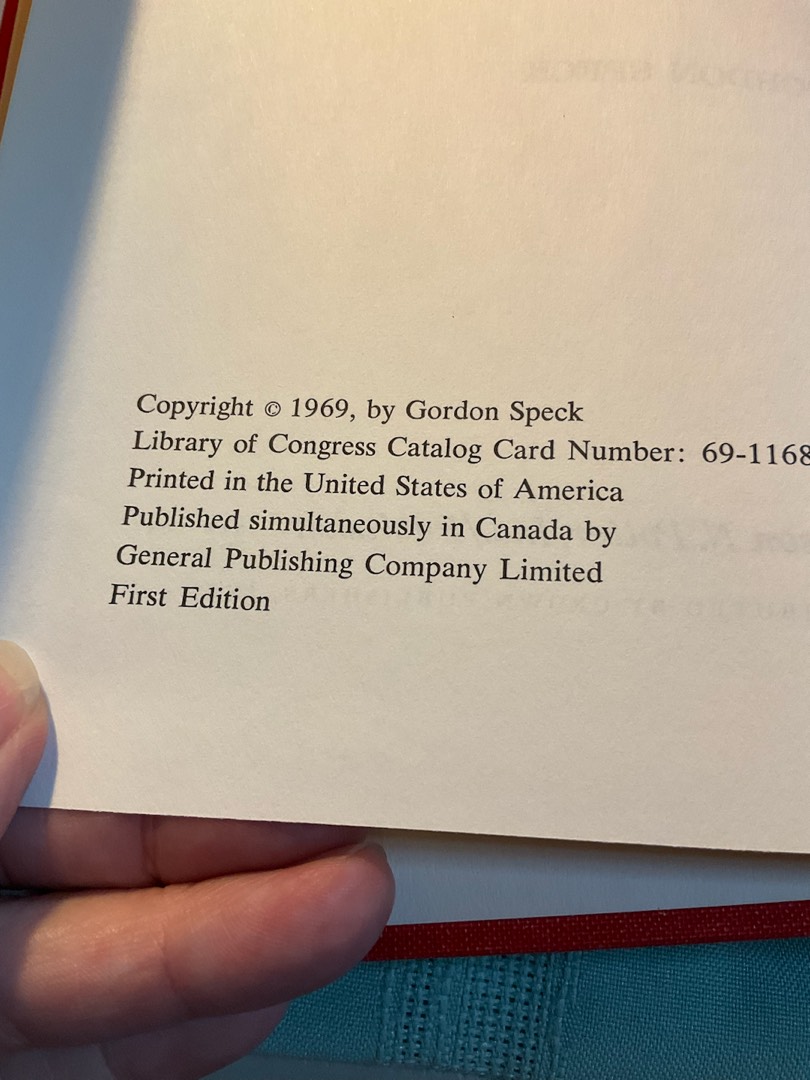 Copyright © 1969, by Gordon Speck
Library of Congress Catalog Card Number: 69-1168
Printed in the United States of America
Published simultaneously in Canada by
General Publishing Company Limited
First Edition